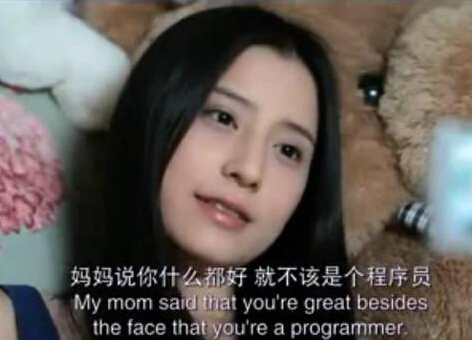 妈妈说你什么都好 就不该是个程序员
My mom said that you're great besides
the face that you're a programmer.